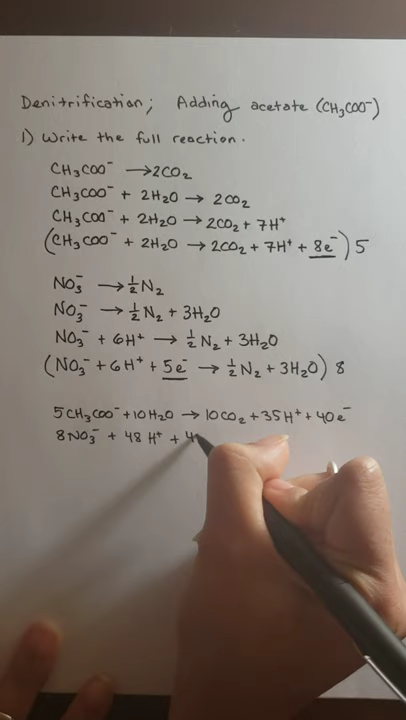 Denitrification; Adding acetate (CH₃COO⁻)
1) Write the full reaction.
CH₃COO⁻ → 2CO₂
CH₃COO⁻ + 2H₂O → 2CO₂
CH₃COO⁻ + 2H₂O → 2CO₂ + 7H⁺
(CH₃COO⁻ + 2H₂O → 2CO₂ + 7H⁺ + 8e⁻) 5
NO₃⁻ → ½N₂
NO₃⁻ → ½N₂ + 3H₂O
NO₃⁻ + 6H⁺ → ½N₂ + 3H₂O
(NO₃⁻ + 6H⁺ + 5e⁻ → ½N₂ + 3H₂O) 8
5CH₃COO⁻ + 10H₂O → 10CO₂ + 35H⁺ + 40e⁻
8NO₃⁻ + 48H⁺ + 4